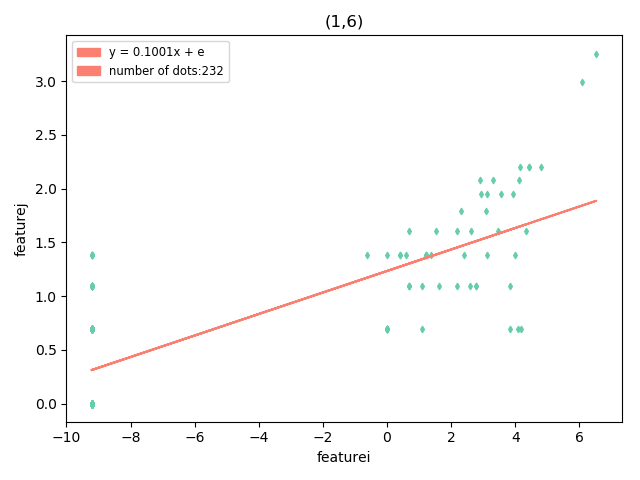 (1,6)
y = 0.1001x + e
number of dots:232
3.0
2.5
2.0
1.5
1.0
0.5
0.0
featurej
−10 −8 −6 −4 −2 0 2 4 6
featurei